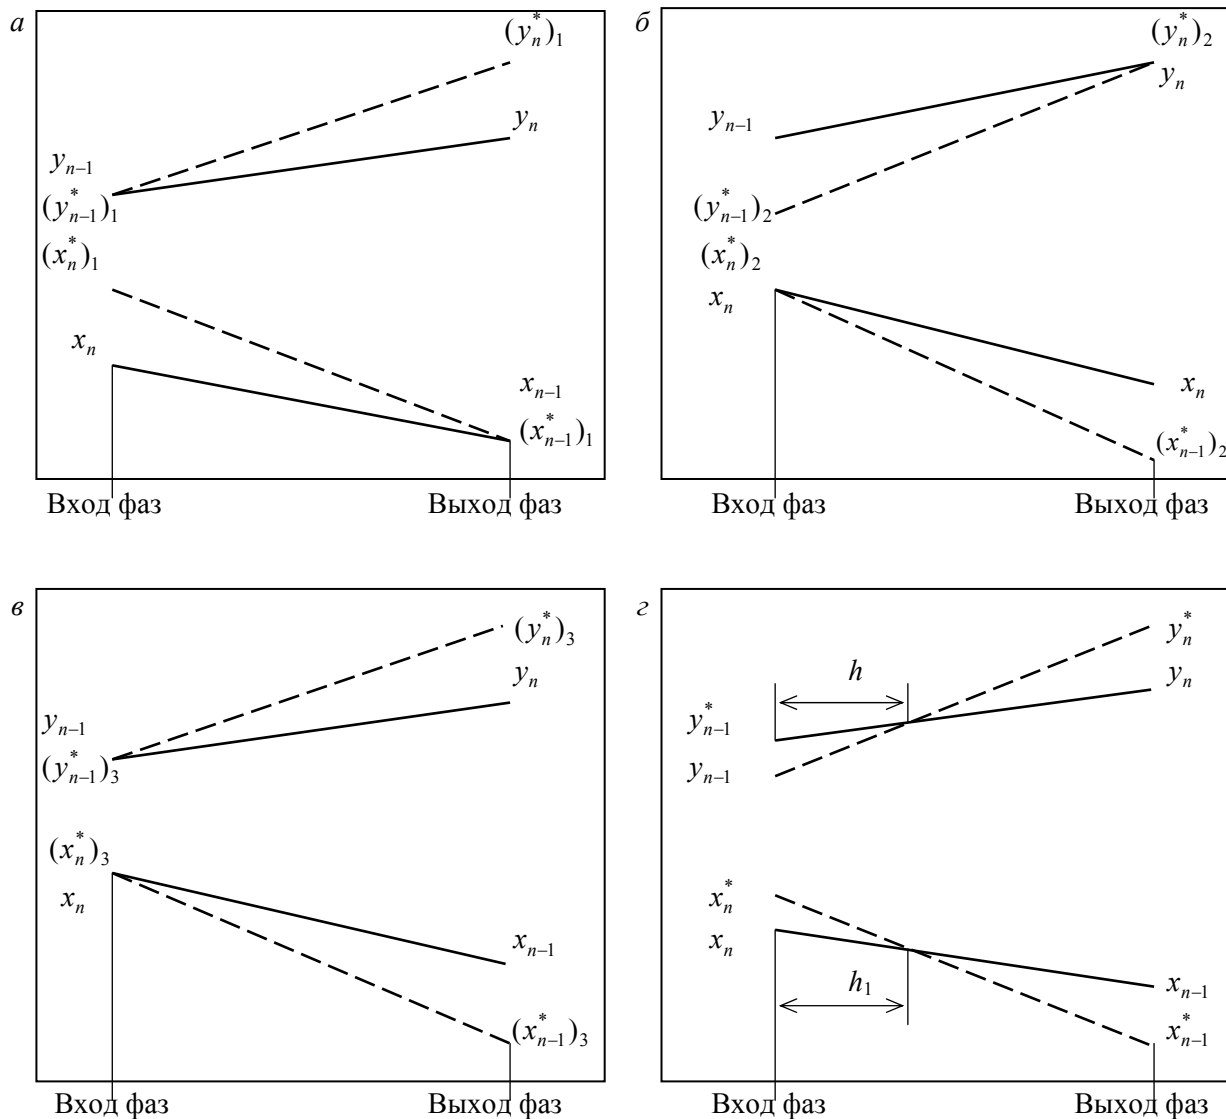 а
(y*n)1
yn
yn–1
(y*n–1)1
(x*n)1
xn
xn–1
(x*n–1)1
Вход фаз
Выход фаз
б
(y*n)2
yn
yn–1
(y*n–1)2
(x*n)2
xn
xn
(x*n–1)2
Вход фаз
Выход фаз
в
(y*n)3
yn
yn–1
(y*n–1)3
(x*n)3
xn
xn–1
(x*n–1)3
Вход фаз
Выход фаз
г
y*n
yn
h
y*n–1
yn–1
x*n
xn
h1
xn–1
x*n–1
Вход фаз
Выход фаз